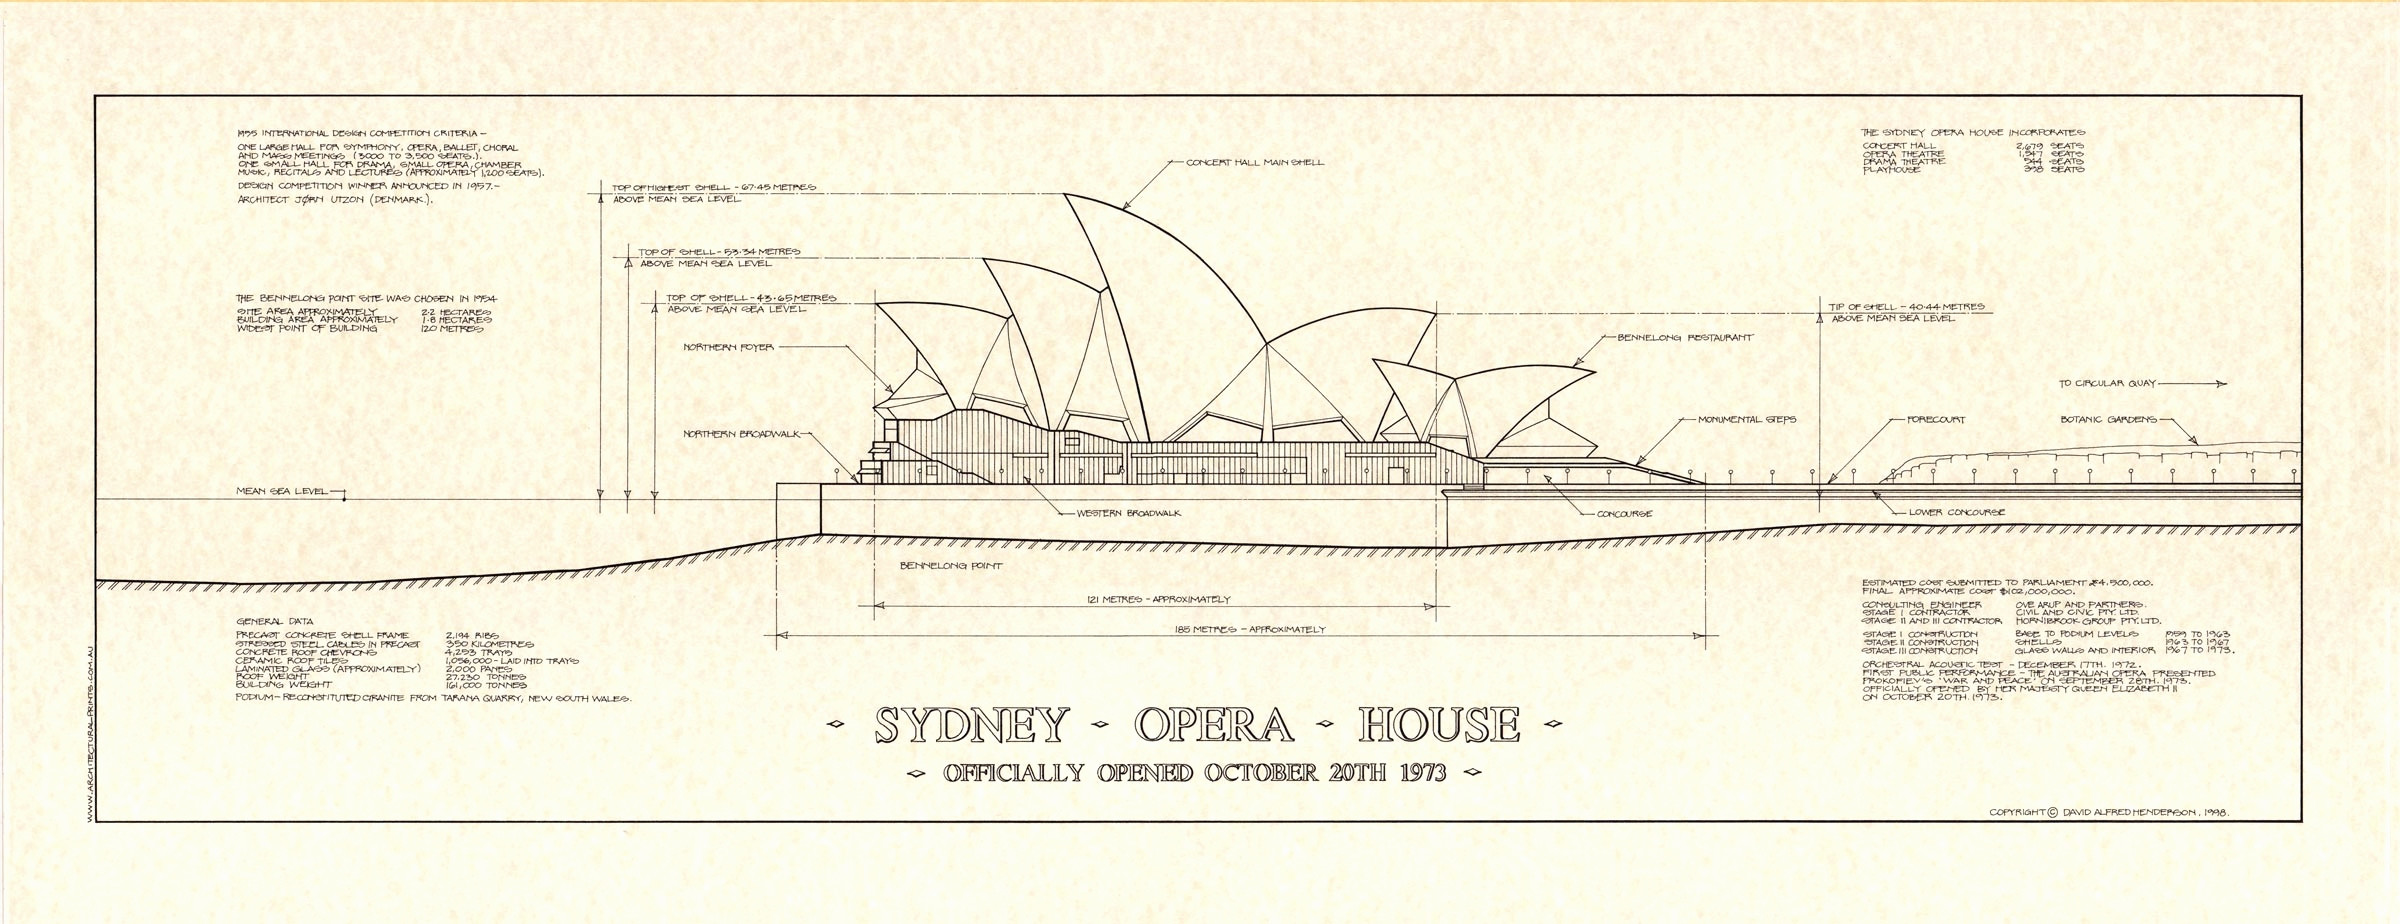 1955 INTERNATIONAL DESIGN COMPETITION CRITERIA -
ONE LARGE HALL FOR SYMPHONY, OPERA, BALLET, CHORAL
AND MASS MEETINGS (3000 TO 3,500 SEATS.).
ONE SMALL HALL FOR DRAMA, SMALL OPERA, CHAMBER
MUSIC, RECITALS AND LECTURES (APPROXIMATELY 1,200 SEATS).
DESIGN COMPETITION WINNER ANNOUNCED IN 1957.-
ARCHITECT JØRN UTZON (DENMARK.).
THE BENNELONG POINT SITE WAS CHOSEN IN 1954
SITE AREA APPROXIMATELY 2·2 HECTARES
BUILDING AREA APPROXIMATELY 1·8 HECTARES
WIDEST POINT OF BUILDING 120 METRES
MEAN SEA LEVEL
TOP OF HIGHEST SHELL - 67·45 METRES
ABOVE MEAN SEA LEVEL
TOP OF SHELL - 53·34 METRES
ABOVE MEAN SEA LEVEL
TOP OF SHELL - 43·65 METRES
ABOVE MEAN SEA LEVEL
NORTHERN FOYER
NORTHERN BROADWALK
CONCERT HALL MAIN SHELL
WESTERN BROADWALK
BENNELONG POINT
121 METRES - APPROXIMATELY
185 METRES - APPROXIMATELY
BENNELONG RESTAURANT
MONUMENTAL STEPS
CONCOURSE
THE SYDNEY OPERA HOUSE INCORPORATES
CONCERT HALL 2,679 SEATS
OPERA THEATRE 1,547 SEATS
DRAMA THEATRE 544 SEATS
PLAYHOUSE 398 SEATS
TIP OF SHELL - 40·44 METRES
ABOVE MEAN SEA LEVEL
TO CIRCULAR QUAY
FORECOURT
BOTANIC GARDENS
LOWER CONCOURSE
GENERAL DATA
PRECAST CONCRETE SHELL FRAME 2,194 RIBS
STRESSED STEEL CABLES IN PRECAST 350 KILOMETRES
CONCRETE ROOF CHEVRONS 4,253 TRAYS
CERAMIC ROOF TILES 1,056,000 - LAID INTO TRAYS
LAMINATED GLASS (APPROXIMATELY) 2,000 PANES
ROOF WEIGHT 27,230 TONNES
BUILDING WEIGHT 161,000 TONNES
PODIUM - RECONSTITUTED GRANITE FROM TARANA QUARRY, NEW SOUTH WALES.
ESTIMATED COST SUBMITTED TO PARLIAMENT £4,500,000.
FINAL APPROXIMATE COST $102,000,000.
CONSULTING ENGINEER OVE ARUP AND PARTNERS.
STAGE I CONTRACTOR CIVIL AND CIVIC PTY. LTD.
STAGE II AND III CONTRACTOR HORNIBROOK GROUP PTY. LTD.
STAGE I CONSTRUCTION BASE TO PODIUM LEVELS 1959 TO 1963
STAGE II CONSTRUCTION SHELLS 1963 TO 1967
STAGE III CONSTRUCTION GLASS WALLS AND INTERIOR 1967 TO 1973.
ORCHESTRAL ACOUSTIC TEST - DECEMBER 17TH. 1972.
FIRST PUBLIC PERFORMANCE - THE AUSTRALIAN OPERA PRESENTED
PROKOFIEV'S 'WAR AND PEACE' ON SEPTEMBER 28TH. 1973.
OFFICIALLY OPENED BY HER MAJESTY QUEEN ELIZABETH II
ON OCTOBER 20TH. 1973.
SYDNEY OPERA HOUSE
OFFICIALLY OPENED OCTOBER 20TH 1973
WWW.ARCHITECTURALPRINTS.COM.AU
COPYRIGHT © DAVID ALFRED HENDERSON, 1998.